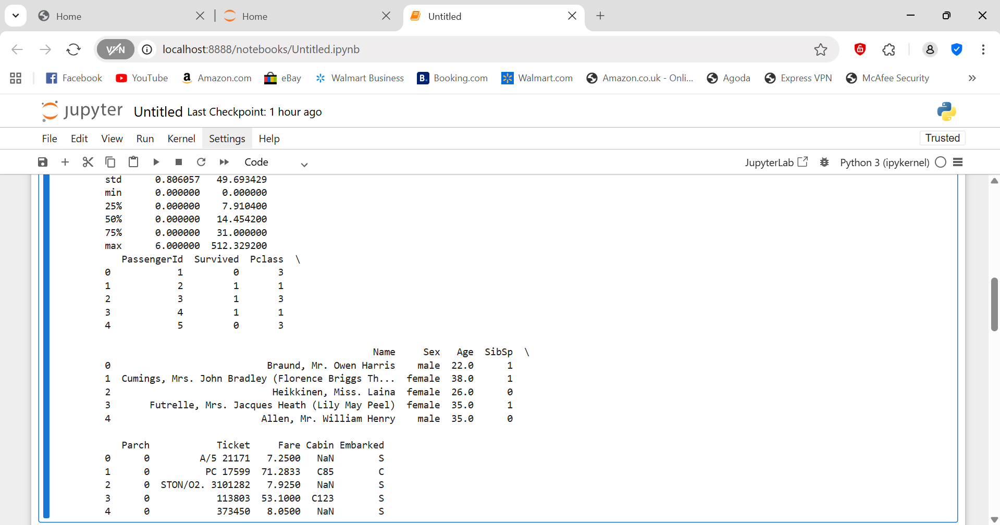 Home
Home
Untitled
VPN
localhost:8888/notebooks/Untitled.ipynb
Facebook YouTube Amazon.com eBay Walmart Business Booking.com Walmart.com Amazon.co.uk - Onli... Agoda Express VPN McAfee Security
jupyter Untitled Last Checkpoint: 1 hour ago
File Edit View Run Kernel Settings Help Trusted
Code JupyterLab Python 3 (ipykernel)
std 0.806057 49.693429
min 0.000000 0.000000
25% 0.000000 7.910400
50% 0.000000 14.454200
75% 0.000000 31.000000
max 6.000000 512.329200
PassengerId Survived Pclass \
0 1 0 3
1 2 1 1
2 3 1 3
3 4 1 1
4 5 0 3
Name Sex Age SibSp \
0 Braund, Mr. Owen Harris male 22.0 1
1 Cumings, Mrs. John Bradley (Florence Briggs Th... female 38.0 1
2 Heikkinen, Miss. Laina female 26.0 0
3 Futrelle, Mrs. Jacques Heath (Lily May Peel) female 35.0 1
4 Allen, Mr. William Henry male 35.0 0
Parch Ticket Fare Cabin Embarked
0 0 A/5 21171 7.2500 NaN S
1 0 PC 17599 71.2833 C85 C
2 0 STON/O2. 3101282 7.9250 NaN S
3 0 113803 53.1000 C123 S
4 0 373450 8.0500 NaN S